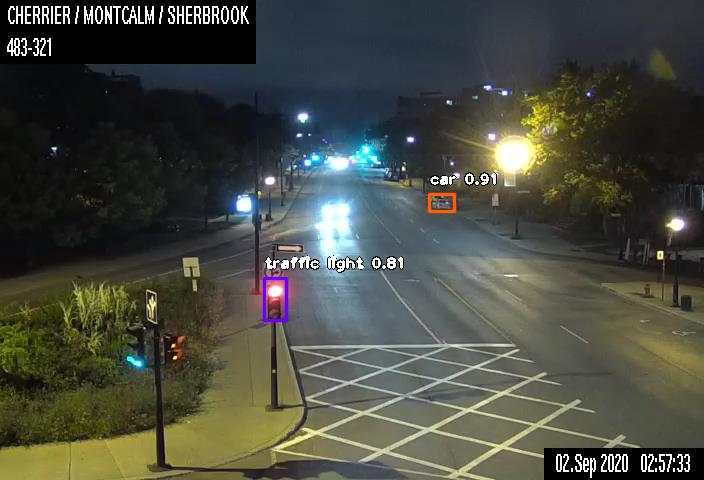 CHERRIER / MONTCALM / SHERBROOK
483-321
car 0.91
traffic light 0.81
02.Sep 2020 02:57:33